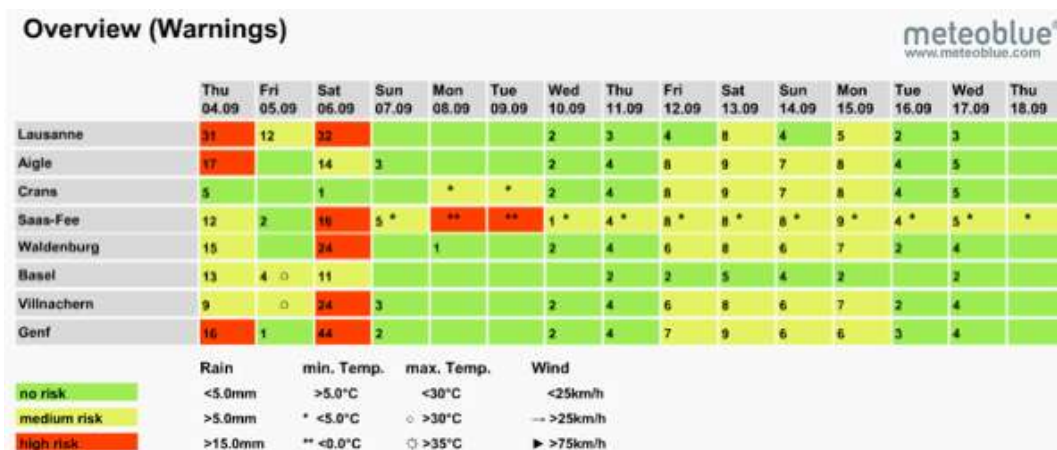 Overview (Warnings)
meteoblue®
www.meteoblue.com
Thu Fri Sat Sun Mon Tue Wed Thu Fri Sat Sun Mon Tue Wed Thu
04.09 05.09 06.09 07.09 08.09 09.09 10.09 11.09 12.09 13.09 14.09 15.09 16.09 17.09 18.09
Lausanne 31 12 32 2 3 4 8 4 5 2 3
Aigle 17 14 3 2 4 8 9 7 8 4 5
Crans 5 1 * * 2 4 8 9 7 8 4 5
Saas-Fee 12 2 16 5 * ** ** 1 * 4 * 8 * 8 * 8 * 9 * 4 * 5 * *
Waldenburg 15 24 1 2 4 6 8 6 7 2 4
Basel 13 4 ○ 11 2 2 5 4 2 2
Villnachern 9 ○ 24 3 2 4 6 8 6 7 2 4
Genf 16 1 44 2 2 4 7 9 6 6 3 4
Rain min. Temp. max. Temp. Wind
no risk <5.0mm >5.0°C <30°C <25km/h
medium risk >5.0mm * <5.0°C ○ >30°C → >25km/h
high risk >15.0mm ** <0.0°C ☼ >35°C ► >75km/h